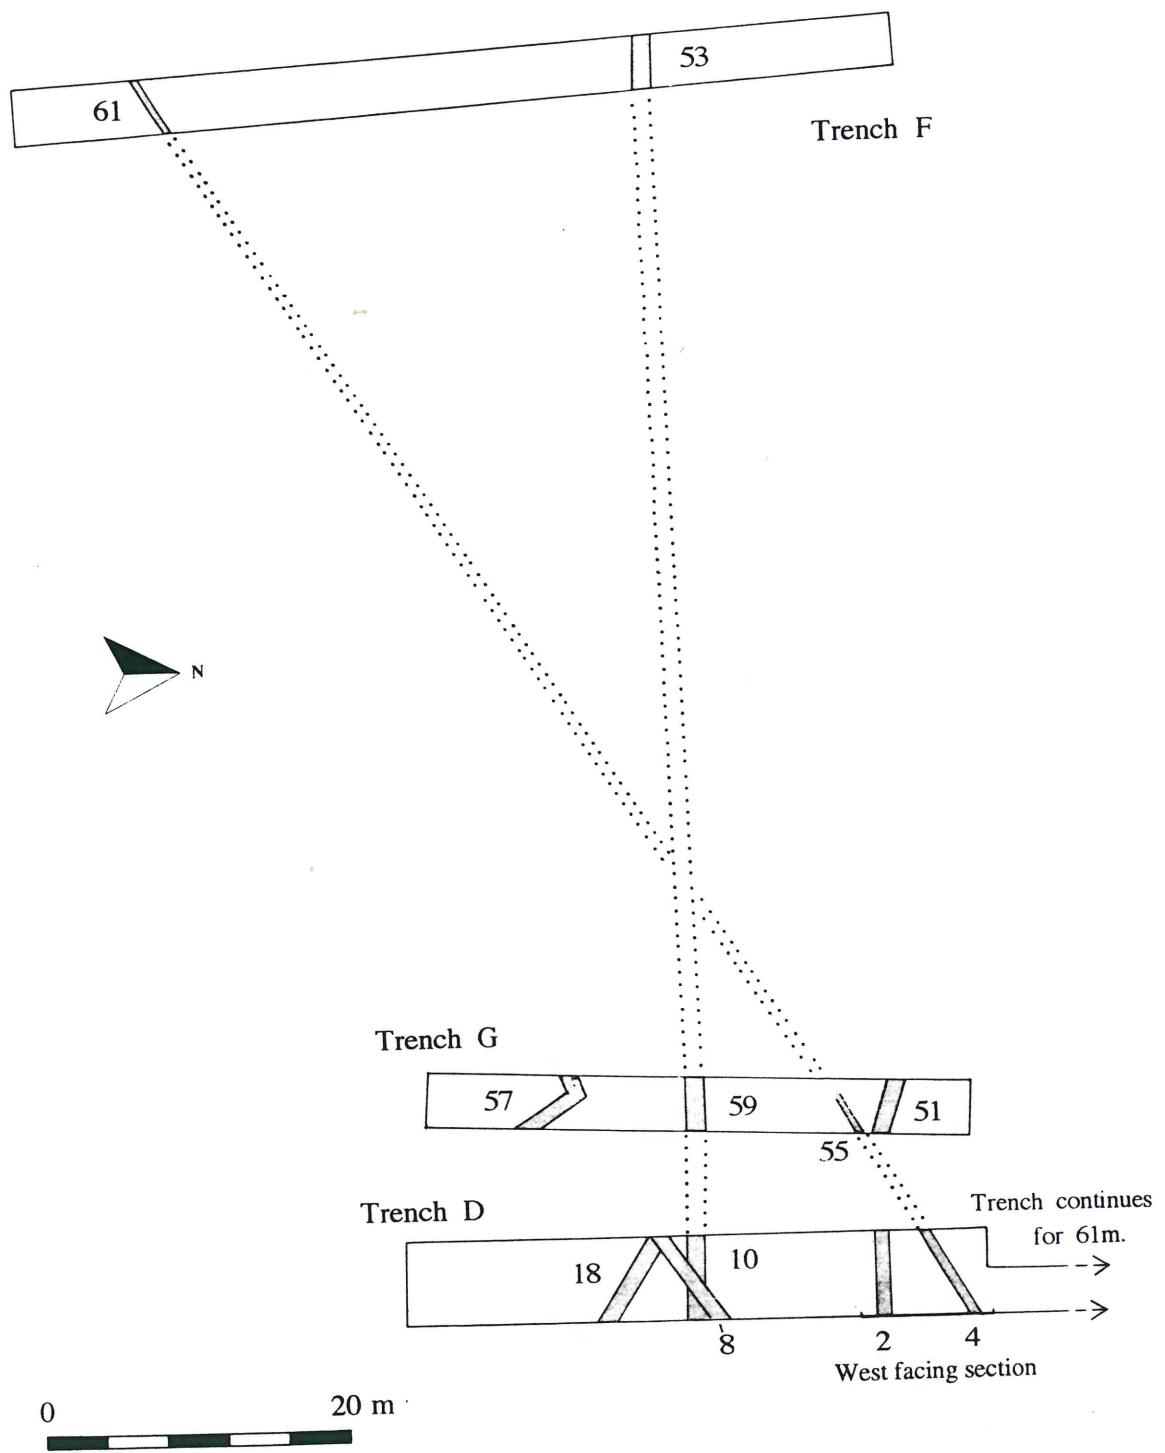 53
61
Trench F
N
Trench G
57
59
51
55
Trench D
Trench continues
for 61m.
18
10
8
2
4
West facing section
0
20 m